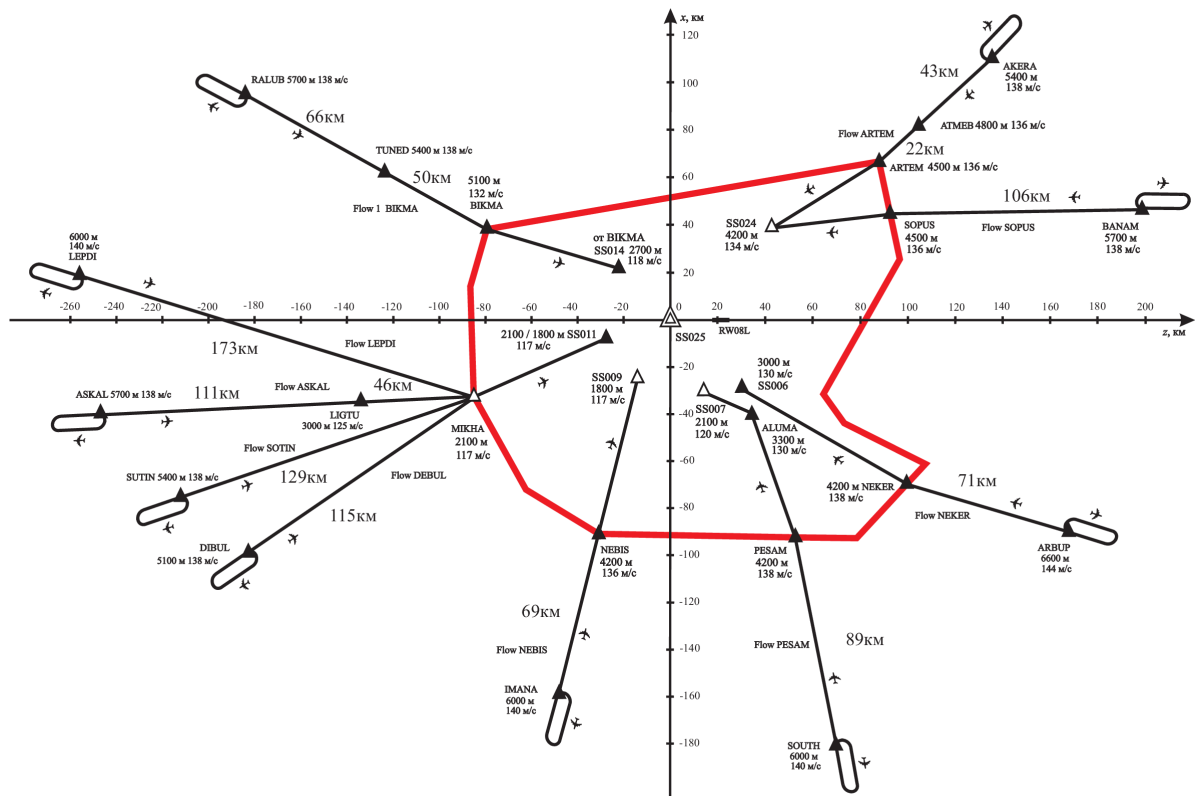 x, км
120
100
80
60
40
20
0
-20
-40
-60
-80
-100
-120
-140
-160
-180
-260
-240
-220
-200
-180
-160
-140
-120
-100
-80
-60
-40
-20
20
40
60
80
100
120
140
160
180
200
z, км
RALUB 5700 м 138 м/с
66км
TUNED 5400 м 138 м/с
50км
Flow 1 BIKMA
5100 м
132 м/с
BIKMA
от BIKMA
SS014 2700 м
118 м/с
43км
AKERA
5400 м
138 м/с
ATMEB 4800 м 136 м/с
Flow ARTEM
22км
ARTEM 4500 м 136 м/с
106км
SS024
4200 м
134 м/с
SOPUS
4500 м
136 м/с
Flow SOPUS
BANAM
5700 м
138 м/с
6000 м
140 м/с
LEPDI
173км
Flow LEPDI
2100 / 1800 м SS011
117 м/с
SS025
RW08L
111км
ASKAL 5700 м 138 м/с
Flow ASKAL
46км
LIGTU
3000 м 125 м/с
MIKHA
2100 м
117 м/с
Flow SOTIN
129км
SUTIN 5400 м 138 м/с
Flow DEBUL
115км
DIBUL
5100 м 138 м/с
SS009
1800 м
117 м/с
3000 м
130 м/с
SS006
SS007
2100 м
120 м/с
ALUMA
3300 м
130 м/с
4200 м NEKER
138 м/с
71км
Flow NEKER
ARBUP
6600 м
144 м/с
NEBIS
4200 м
136 м/с
PESAM
4200 м
138 м/с
69км
Flow NEBIS
Flow PESAM
89км
IMANA
6000 м
140 м/с
SOUTH
6000 м
140 м/с